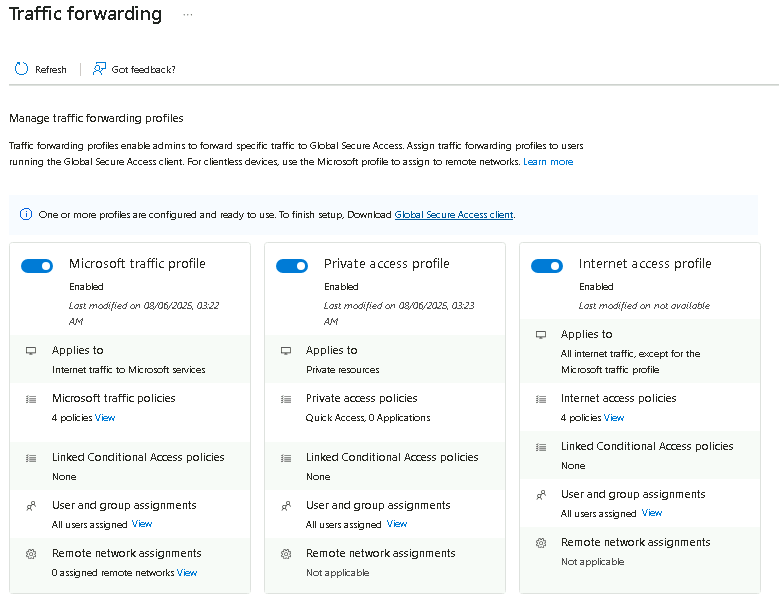 Traffic forwarding ...
Refresh
Got feedback?
Manage traffic forwarding profiles
Traffic forwarding profiles enable admins to forward specific traffic to Global Secure Access. Assign traffic forwarding profiles to users
running the Global Secure Access client. For clientless devices, use the Microsoft profile to assign to remote networks. Learn more
One or more profiles are configured and ready to use. To finish setup, Download Global Secure Access client.
Microsoft traffic profile
Enabled
Last modified on 08/06/2025, 03:22
AM
Applies to
Internet traffic to Microsoft services
Microsoft traffic policies
4 policies View
Linked Conditional Access policies
None
User and group assignments
All users assigned View
Remote network assignments
0 assigned remote networks View
Private access profile
Enabled
Last modified on 08/06/2025, 03:23
AM
Applies to
Private resources
Private access policies
Quick Access, 0 Applications
Linked Conditional Access policies
None
User and group assignments
All users assigned View
Remote network assignments
Not applicable
Internet access profile
Enabled
Last modified on not available
Applies to
All internet traffic, except for the
Microsoft traffic profile
Internet access policies
4 policies View
Linked Conditional Access policies
None
User and group assignments
All users assigned View
Remote network assignments
Not applicable